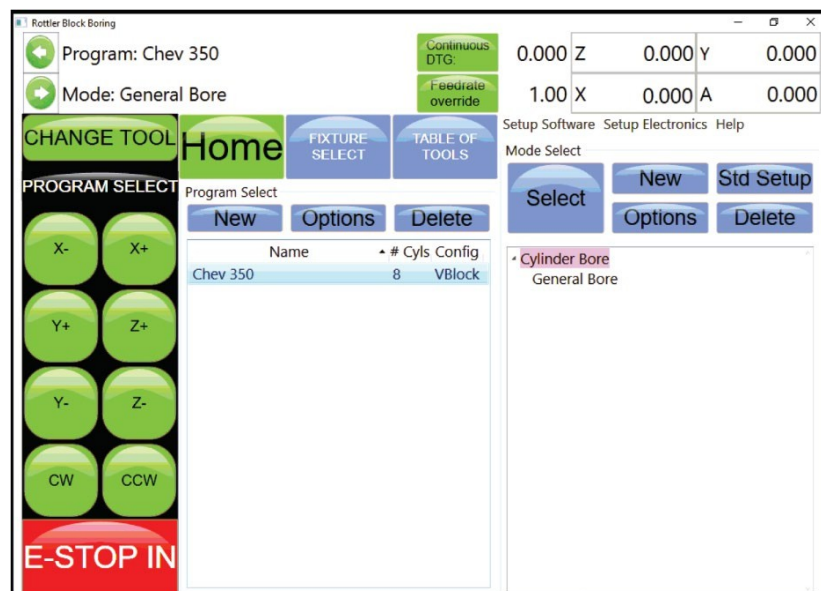 Rottler Block Boring
Program: Chev 350
Continuous
DTG:
0.000 Z 0.000 Y 0.000
Mode: General Bore
Feedrate
override
1.00 X 0.000 A 0.000
CHANGE TOOL
Home
FIXTURE
SELECT
TABLE OF
TOOLS
Setup Software Setup Electronics Help
Mode Select
PROGRAM SELECT
Program Select
New Options Delete
Select
New Std Setup
Options Delete
Name # Cyls Config
Chev 350 8 VBlock
Cylinder Bore
General Bore
X- X+
Y+ Z+
Y- Z-
CW CCW
E-STOP IN